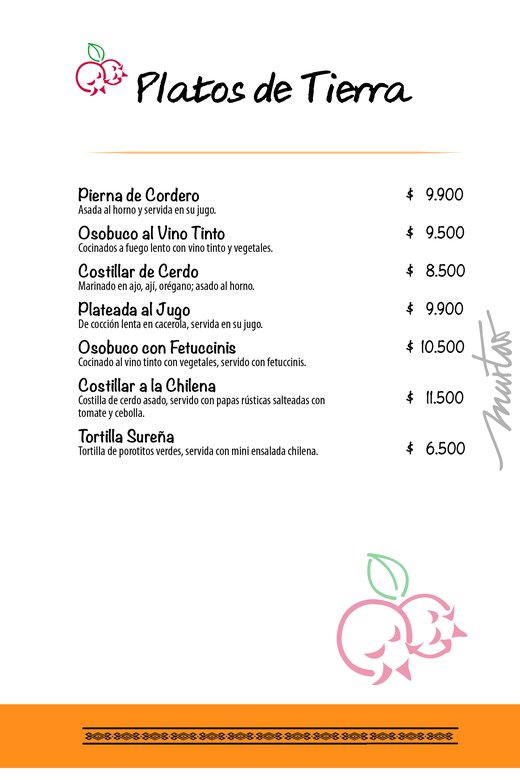 Platos de Tierra
Pierna de Cordero $ 9.900
Asada al horno y servida en su jugo.
Osobuco al Vino Tinto $ 9.500
Cocinados a fuego lento con vino tinto y vegetales.
Costillar de Cerdo $ 8.500
Marinado en ajo, ají, orégano; asado al horno.
Plateada al Jugo $ 9.900
De cocción lenta en cacerola, servida en su jugo.
Osobuco con Fetuccinis $ 10.500
Cocinado al vino tinto con vegetales, servido con fetuccinis.
Costillar a la Chilena
Costilla de cerdo asado, servido con papas rústicas salteadas con $ 11.500
tomate y cebolla.
Tortilla Sureña
Tortilla de porotitos verdes, servida con mini ensalada chilena. $ 6.500